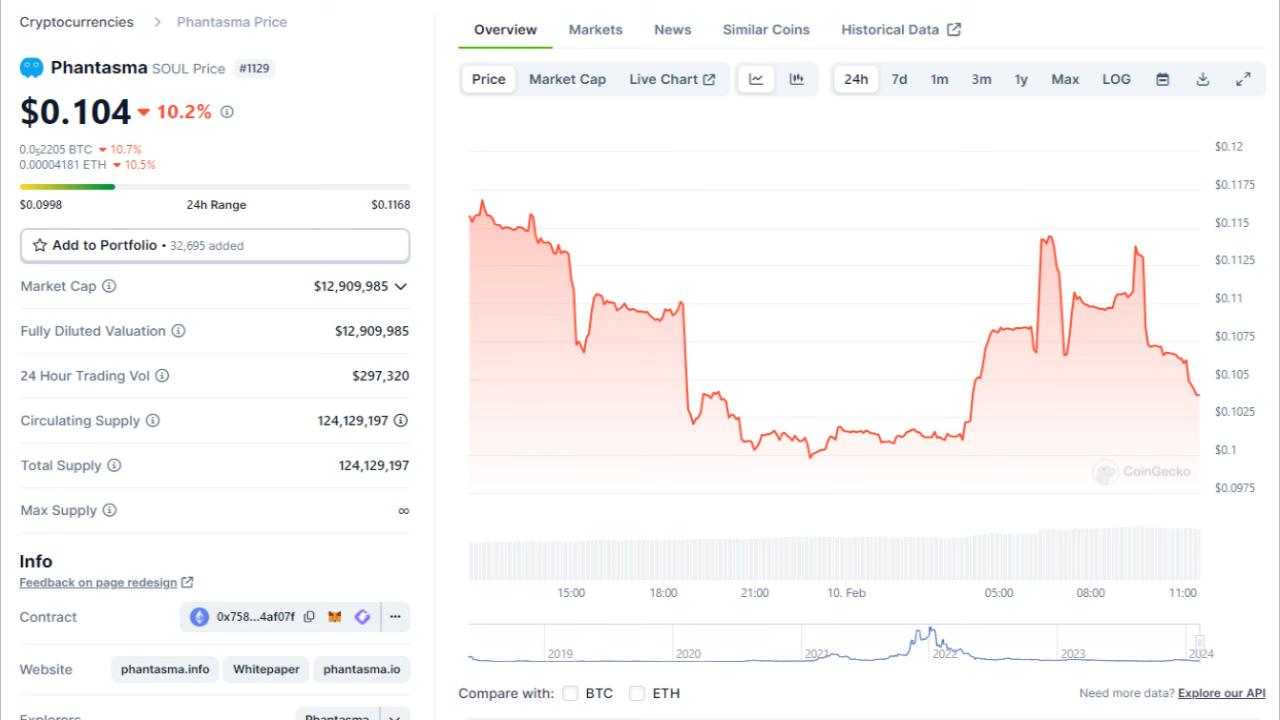 Cryptocurrencies > Phantasma Price
Phantasma SOUL Price #1129
$0.104 10.2%
0.0₅2205 BTC 10.7%
0.00004181 ETH 10.5%
$0.0998 24h Range $0.1168
Add to Portfolio • 32,695 added
Market Cap $12,909,985
Fully Diluted Valuation $12,909,985
24 Hour Trading Vol $297,320
Circulating Supply 124,129,197
Total Supply 124,129,197
Max Supply ∞
Info
Feedback on page redesign
Contract 0x758...4af07f ...
Website phantasma.info Whitepaper phantasma.io
Explorers Phantasma
Overview Markets News Similar Coins Historical Data
Price Market Cap Live Chart 24h 7d 1m 3m 1y Max LOG
$0.12
$0.1175
$0.115
$0.1125
$0.11
$0.1075
$0.105
$0.1025
$0.1
$0.0975
CoinGecko
15:00 18:00 21:00 10. Feb 05:00 08:00 11:00
2019 2020 2021 2022 2023 2024
Compare with: BTC ETH
Need more data? Explore our API